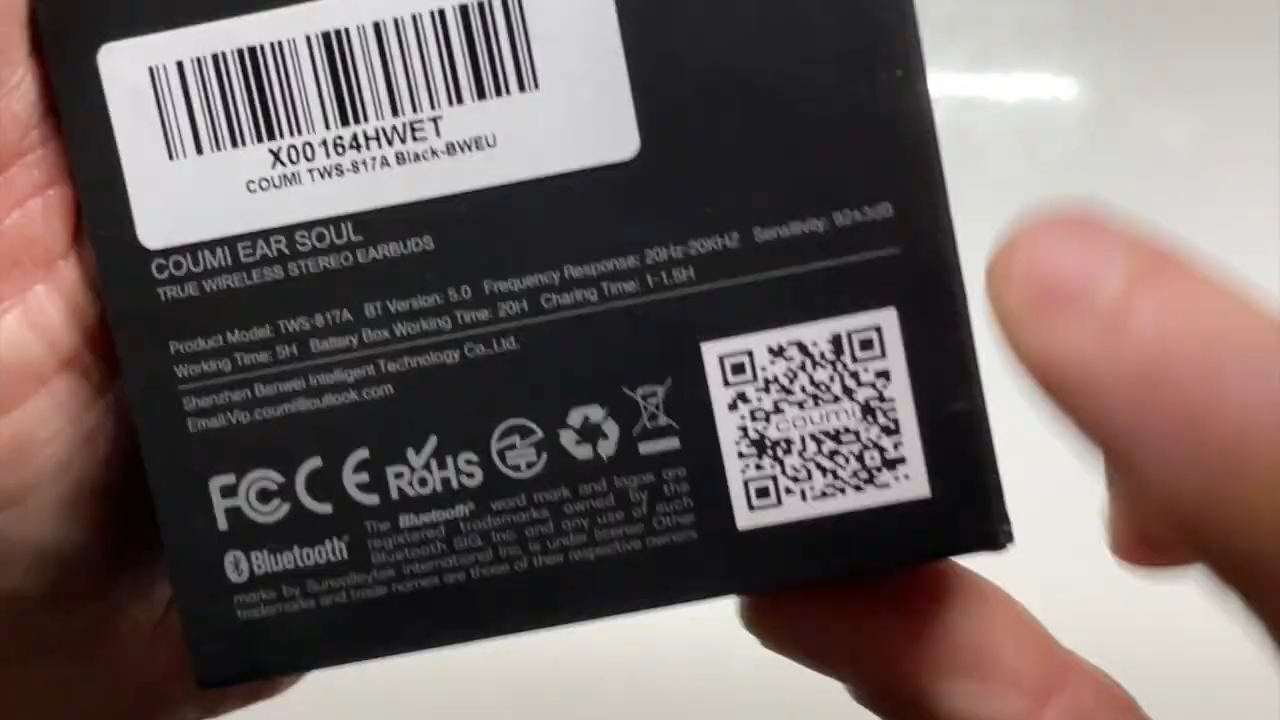 X00164HWET
COUMI TWS-817A Black-BWEU
COUMI EAR SOUL
TRUE WIRELESS STEREO EARBUDS
Product Model: TWS-817A BT Version: 5.0 Frequency Response: 20Hz-20KHZ Sensitivity: 92±3dB
Working Time: 5H Battery Box Working Time: 20H Charing Time: 1-1.5H
Shenzhen Benwei Intelligent Technology Co.,Ltd.
Email:Vip.coumi@outlook.com
FCC CE RoHS
coumi
Bluetooth®
The Bluetooth® word mark and logos are
registered trademarks owned by the
Bluetooth SIG, Inc. and any use of such
marks by Sunvalleytek International Inc. is under license. Other
trademarks and trade names are those of their respective owners